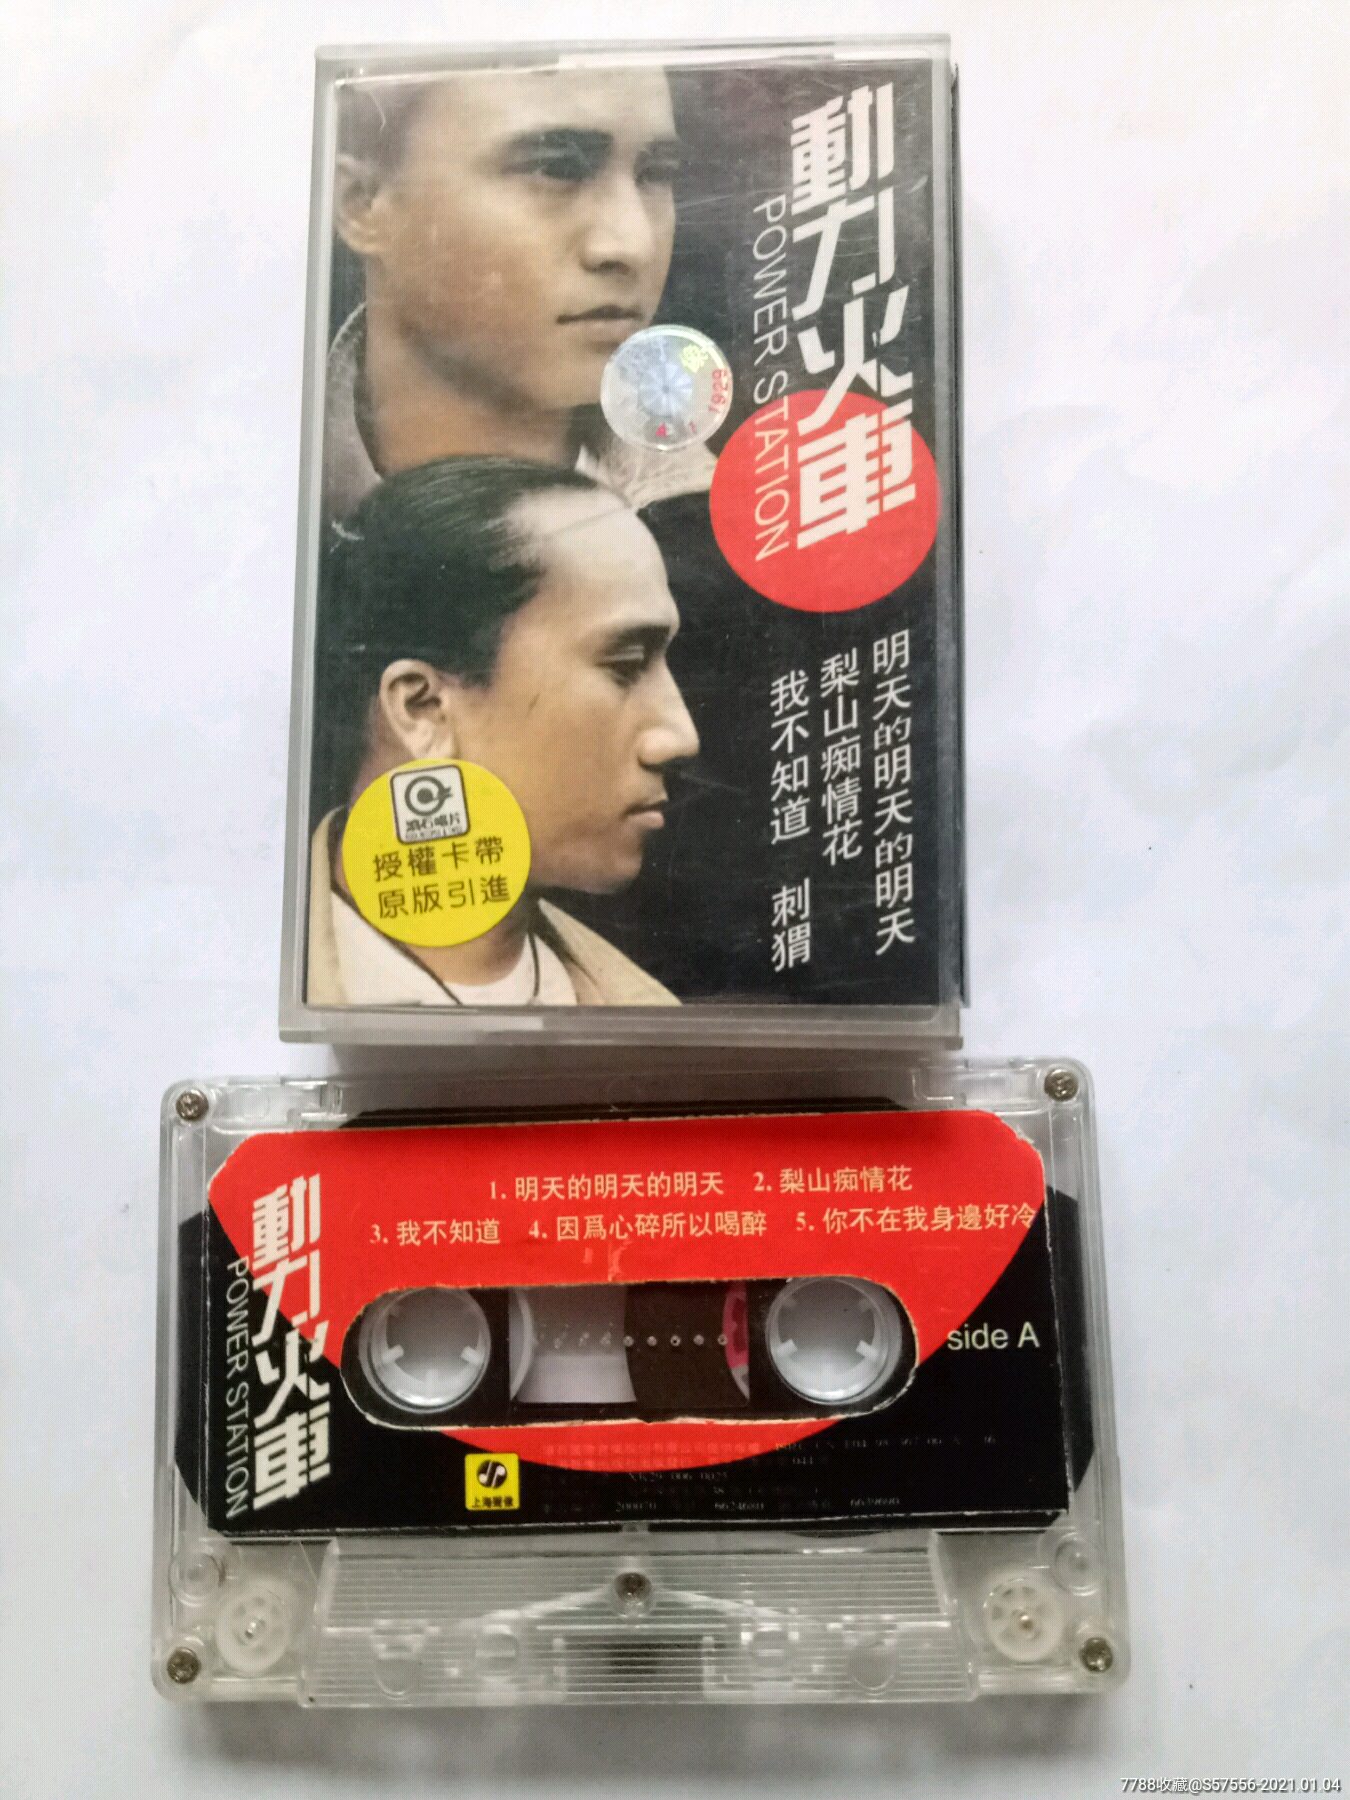 動力火車
POWER STATION
明天的明天的明天
梨山痴情花
我不知道 刺猬
1929
滾石唱片
授權卡帶
原版引進
動力火車
POWER STATION
1. 明天的明天的明天 2. 梨山痴情花
3. 我不知道 4. 因爲心碎所以喝醉 5. 你不在我身邊好冷
side A
上海聲像
7788收藏@S57556-2021.01.04